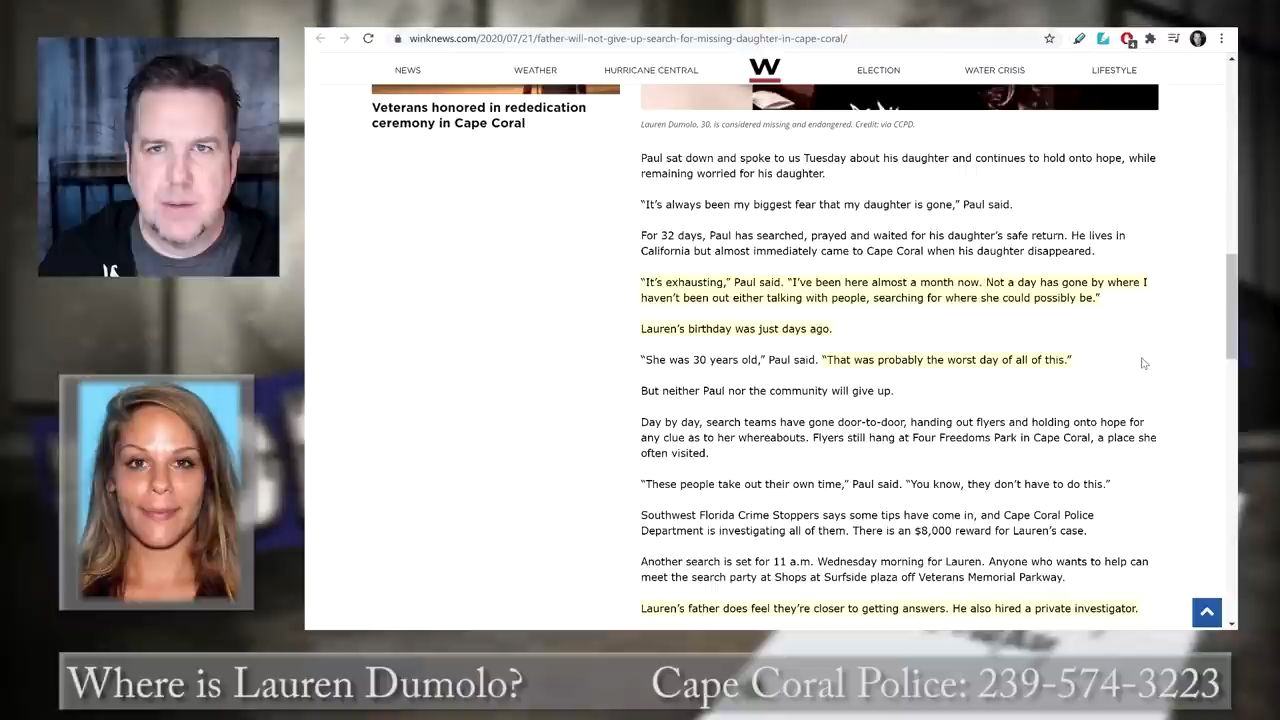 winknews.com/2020/07/21/father-will-not-give-up-search-for-missing-daughter-in-cape-coral/
4
NEWS WEATHER HURRICANE CENTRAL W ELECTION WATER CRISIS LIFESTYLE
Veterans honored in rededication
ceremony in Cape Coral
Lauren Dumolo, 30, is considered missing and endangered. Credit: via CCPD.
Paul sat down and spoke to us Tuesday about his daughter and continues to hold onto hope, while
remaining worried for his daughter.
“It’s always been my biggest fear that my daughter is gone,” Paul said.
For 32 days, Paul has searched, prayed and waited for his daughter’s safe return. He lives in
California but almost immediately came to Cape Coral when his daughter disappeared.
“It’s exhausting,” Paul said. “I’ve been here almost a month now. Not a day has gone by where I
haven’t been out either talking with people, searching for where she could possibly be.”
Lauren’s birthday was just days ago.
“She was 30 years old,” Paul said. “That was probably the worst day of all of this.”
But neither Paul nor the community will give up.
Day by day, search teams have gone door-to-door, handing out flyers and holding onto hope for
any clue as to her whereabouts. Flyers still hang at Four Freedoms Park in Cape Coral, a place she
often visited.
“These people take out their own time,” Paul said. “You know, they don’t have to do this.”
Southwest Florida Crime Stoppers says some tips have come in, and Cape Coral Police
Department is investigating all of them. There is an $8,000 reward for Lauren’s case.
Another search is set for 11 a.m. Wednesday morning for Lauren. Anyone who wants to help can
meet the search party at Shops at Surfside plaza off Veterans Memorial Parkway.
Lauren’s father does feel they’re closer to getting answers. He also hired a private investigator.
Where is Lauren Dumolo? Cape Coral Police: 239-574-3223